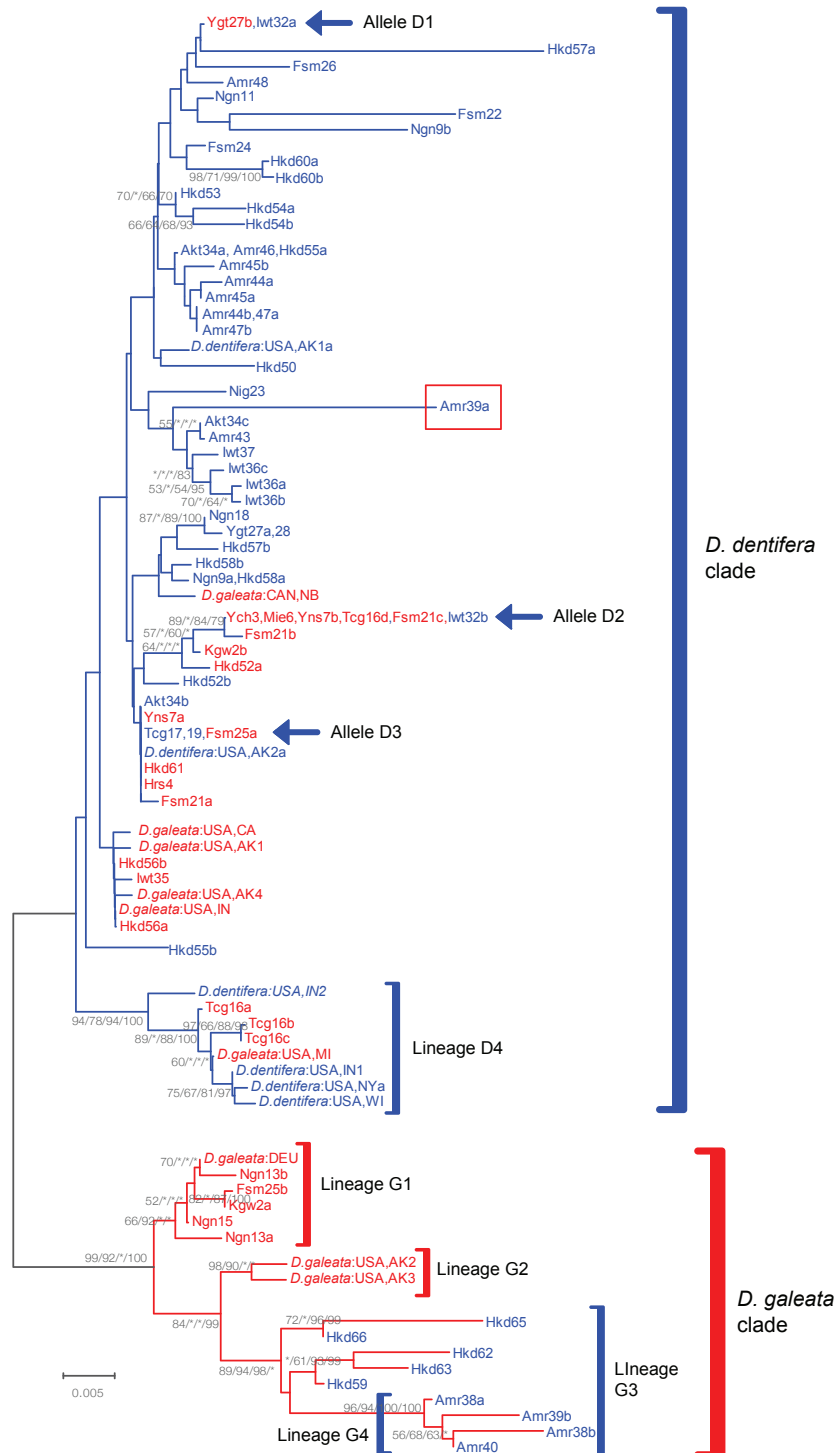 Ygt27b,Iwt32a
Allele D1
Hkd57a
Fsm26
Amr48
Ngn11
Fsm22
Ngn9b
Fsm24
Hkd60a
98/71/99/100
Hkd60b
70/*/66/70
Hkd53
Hkd54a
66/64/68/93
Hkd54b
Akt34a, Amr46,Hkd55a
Amr45b
Amr44a
Amr45a
Amr44b,47a
Amr47b
D.dentifera:USA,AK1a
Hkd50
Nig23
Amr39a
55/*/*/*
Akt34c
Amr43
Iwt37
*/*/*/83
Iwt36c
53/*/54/95
Iwt36a
70/*/64/*
Iwt36b
87/*/89/100
Ngn18
Ygt27a,28
Hkd57b
D. dentifera
clade
Hkd58b
Ngn9a,Hkd58a
D.galeata:CAN,NB
89/*/84/79
Ych3,Mie6,Yns7b,Tcg16d,Fsm21c,Iwt32b
Allele D2
57/*/60/*
Fsm21b
64/*/*/*
Kgw2b
Hkd52a
Hkd52b
Akt34b
Yns7a
Tcg17,19,Fsm25a
Allele D3
D.dentifera:USA,AK2a
Hkd61
Hrs4
Fsm21a
D.galeata:USA,CA
D.galeata:USA,AK1
Hkd56b
Iwt35
D.galeata:USA,AK4
D.galeata:USA,IN
Hkd56a
Hkd55b
D.dentifera:USA,IN2
94/78/94/100
Tcg16a
97/66/88/98
Tcg16b
89/*/88/100
Tcg16c
Lineage D4
60/*/*/*
D.galeata:USA,MI
D.dentifera:USA,IN1
75/67/81/97
D.dentifera:USA,NYa
D.dentifera:USA,WI
70/*/*/*
D.galeata:DEU
Ngn13b
Lineage G1
52/*/*/*
82/*/87/100
Fsm25b
Kgw2a
66/92/*/*
Ngn15
Ngn13a
99/92/*/100
98/90/*/*
D.galeata:USA,AK2
Lineage G2
D.galeata:USA,AK3
D. galeata
clade
84/*/*/99
72/*/96/99
Hkd65
Hkd66
*/61/93/99
Hkd62
89/94/98/*
Hkd63
LIneage
G3
Hkd59
0.005
96/94/100/100
Amr38a
Amr39b
Lineage
G4
56/68/63/*
Amr38b
Amr40